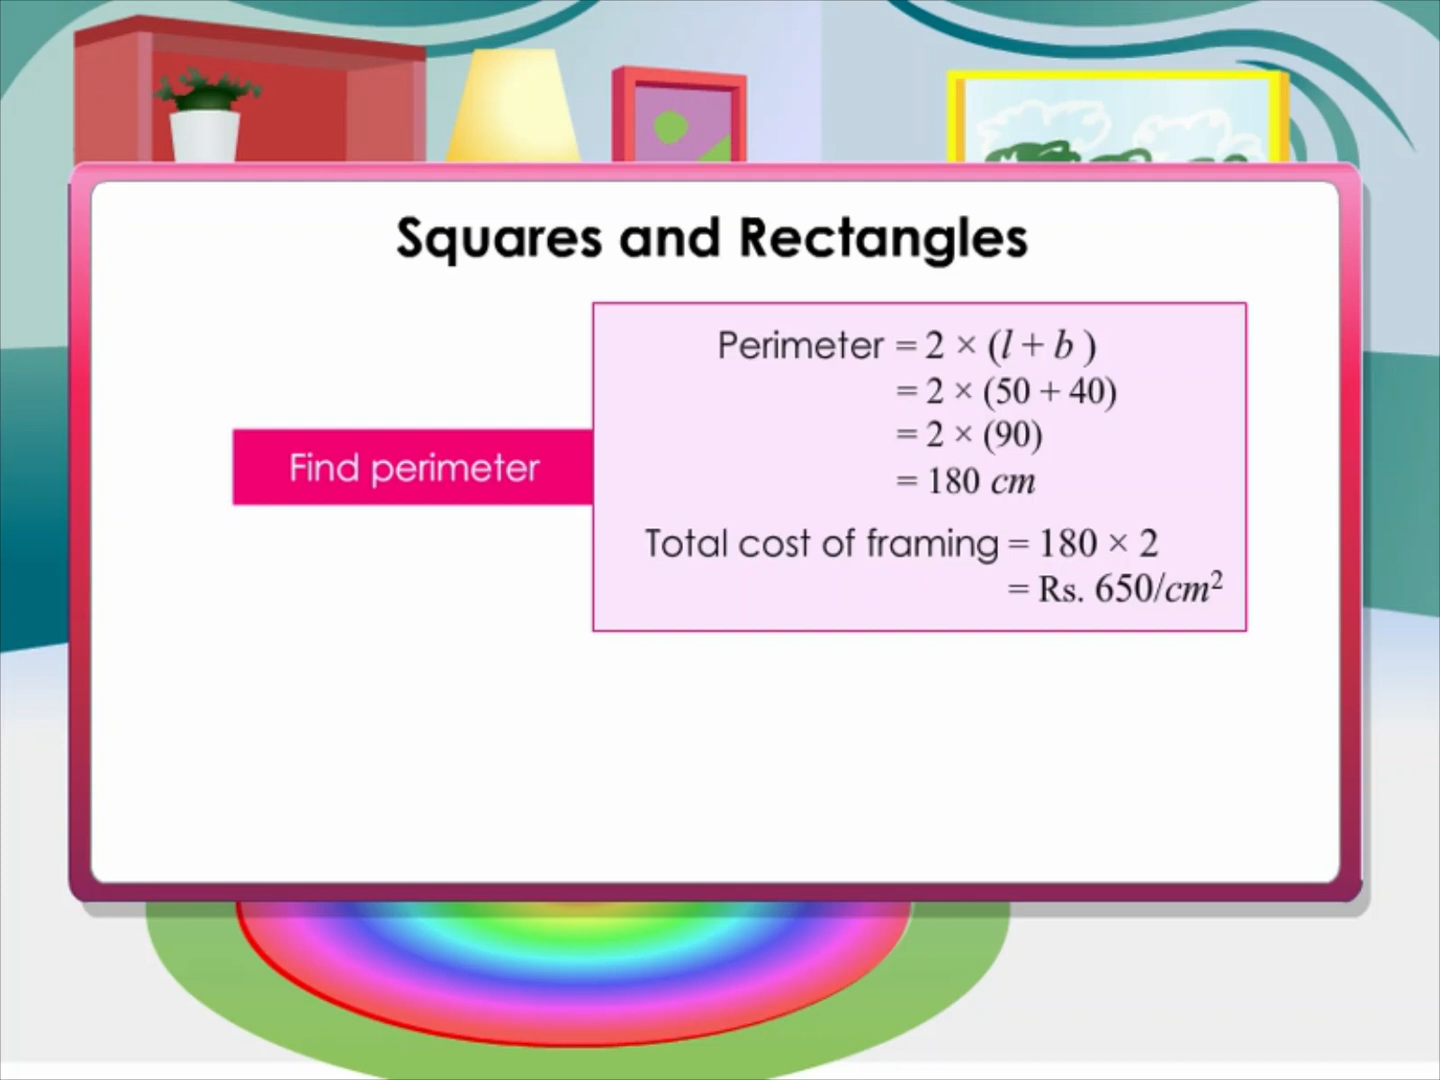 Squares and Rectangles
Perimeter = 2 × (l + b )
= 2 × (50 + 40)
Find perimeter
= 2 × (90)
= 180 cm
Total cost of framing = 180 × 2
= Rs. 650/cm²